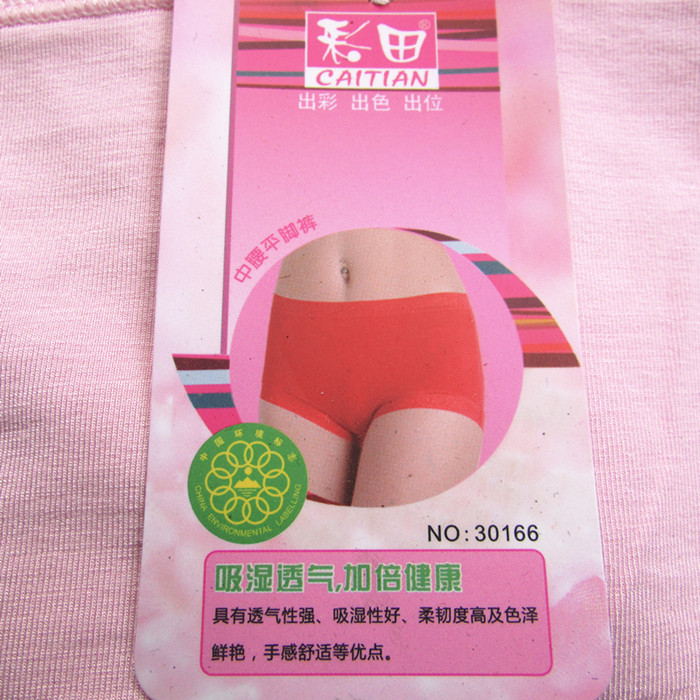 彩田®
CAITIAN
出彩 出色 出位
中腰平脚裤
中国环境标志
CHINA ENVIRONMENTAL LABELLING
NO: 30166
吸湿透气,加倍健康
具有透气性强、吸湿性好、柔韧度高及色泽
鲜艳，手感舒适等优点。